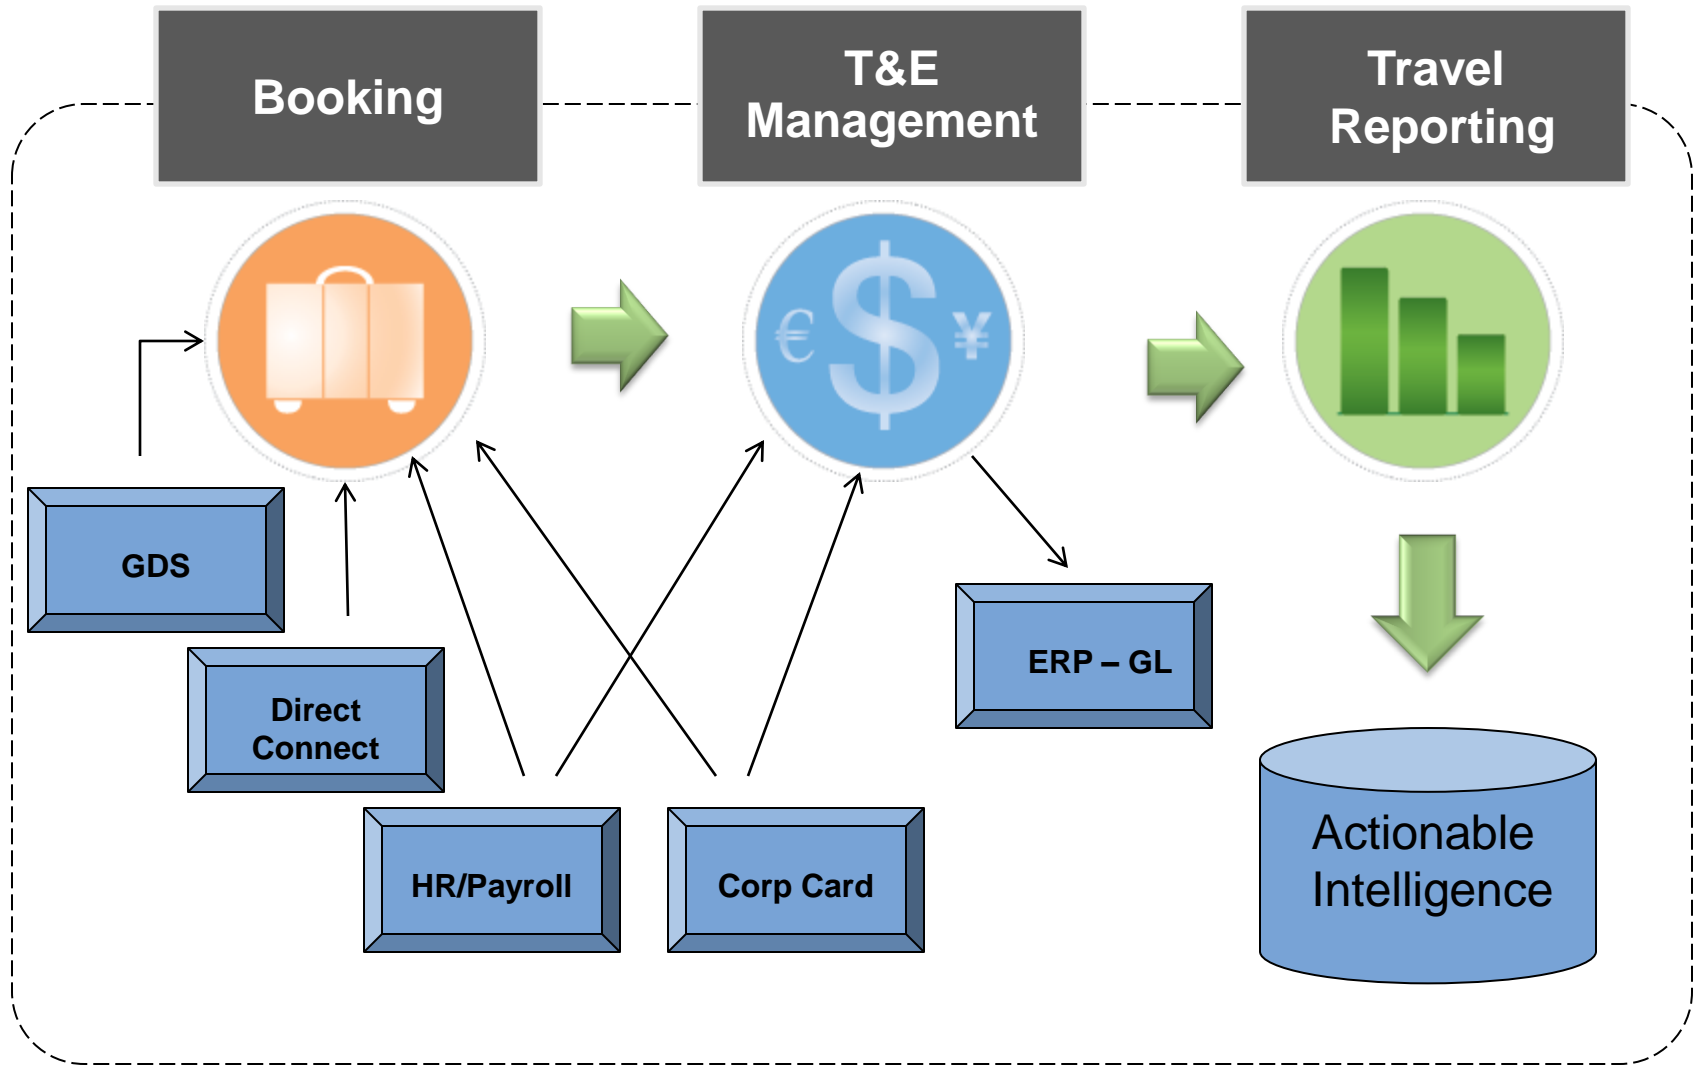 Booking
T&E
Management
Travel
Reporting
€ $ ¥
GDS
Direct
Connect
HR/Payroll
Corp Card
ERP – GL
Actionable
Intelligence